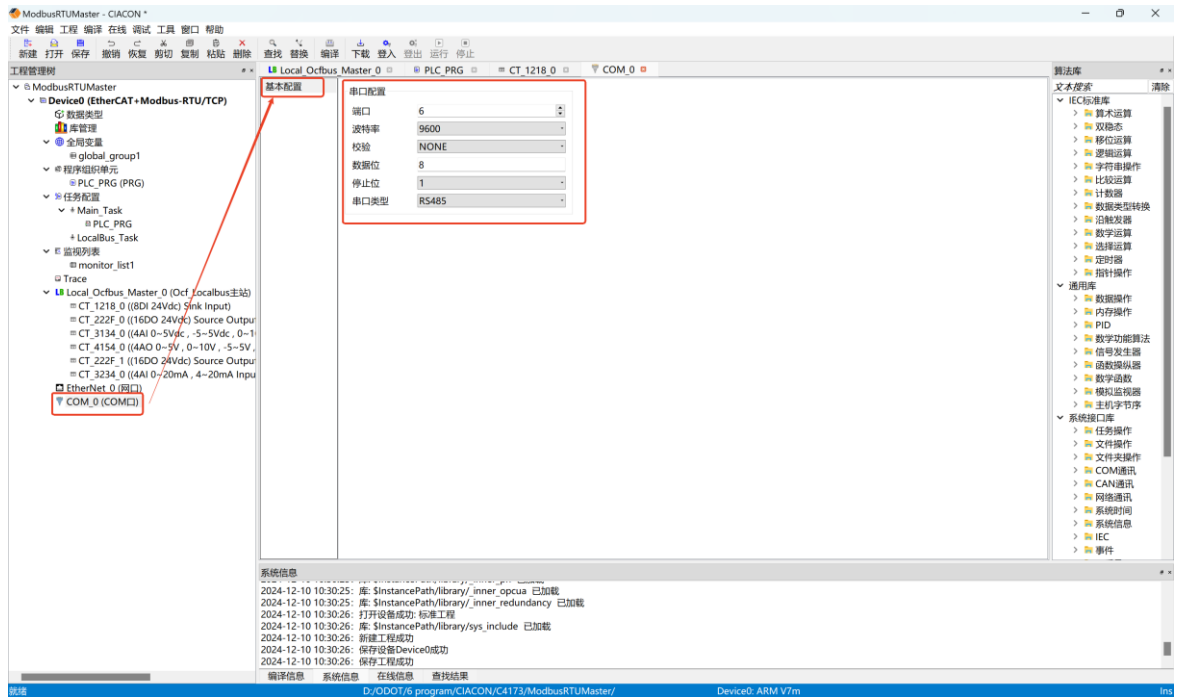 ModbusRTUMaster - CIACON *
文件 编辑 工程 编译 在线 调试 工具 窗口 帮助
新建 打开 保存 撤销 恢复 剪切 复制 粘贴 删除 查找 替换 编译 下载 登入 登出 运行 停止
工程管理树
ModbusRTUMaster
Device0 (EtherCAT+Modbus-RTU/TCP)
数据类型
库管理
全局变量
global_group1
程序组织单元
PLC_PRG (PRG)
任务配置
Main_Task
PLC_PRG
LocalBus_Task
监视列表
monitor_list1
Trace
Local_Ocfbus_Master_0 (Ocf_Localbus主站)
CT_1218_0 ((8DI 24Vdc) Sink Input)
CT_222F_0 ((16DO 24Vdc) Source Outpu
CT_3134_0 ((4AI 0~5Vdc , -5~5Vdc , 0~1
CT_4154_0 ((4AO 0~5V , 0~10V , -5~5V ,
CT_222F_1 ((16DO 24Vdc) Source Outpu
CT_3234_0 ((4AI 0~20mA , 4~20mA Inpu
EtherNet_0 (网口)
COM_0 (COM口)
Local_Ocfbus_Master_0 PLC_PRG CT_1218_0 COM_0
基本配置
串口配置
端口 6
波特率 9600
校验 NONE
数据位 8
停止位 1
串口类型 RS485
算法库
文本搜索 清除
IEC标准库
算术运算
双稳态
移位运算
逻辑运算
字符串操作
比较运算
计数器
数据类型转换
沿触发器
数学运算
选择运算
定时器
指针操作
通用库
数据操作
内存操作
PID
数学功能算法
信号发生器
函数操纵器
数学函数
模拟监视器
主机字节序
系统接口库
任务操作
文件操作
文件夹操作
COM通讯
CAN通讯
网络通讯
系统时间
系统信息
IEC
事件
系统信息
2024-12-10 10:30:25: 库: $InstancePath/library/_inner_opcua 已加载
2024-12-10 10:30:25: 库: $InstancePath/library/_inner_redundancy 已加载
2024-12-10 10:30:26: 打开设备成功: 标准工程
2024-12-10 10:30:26: 库: $InstancePath/library/sys_include 已加载
2024-12-10 10:30:26: 新建工程成功
2024-12-10 10:30:26: 保存设备Device0成功
2024-12-10 10:30:26: 保存工程成功
编译信息 系统信息 在线信息 查找结果
就绪 D:/ODOT/6 program/CIACON/C4173/ModbusRTUMaster/ Device0: ARM V7m Ins